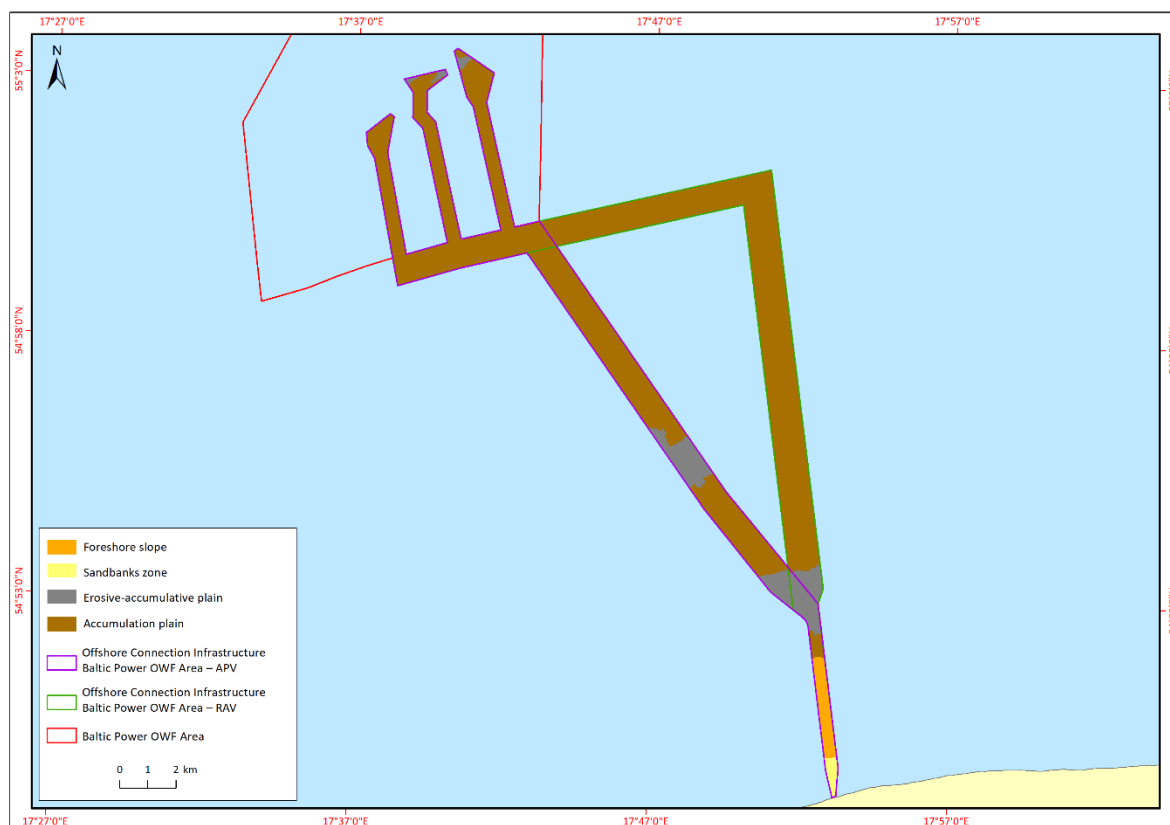 17°27'0"E 17°37'0"E 17°47'0"E 17°57'0"E
N
55°3'0"N
54°58'0"N
54°53'0"N
Foreshore slope
Sandbanks zone
Erosive-accumulative plain
Accumulation plain
Offshore Connection Infrastructure
Baltic Power OWF Area – APV
Offshore Connection Infrastructure
Baltic Power OWF Area – RAV
Baltic Power OWF Area
0 1 2 km
17°27'0"E 17°37'0"E 17°47'0"E 17°57'0"E